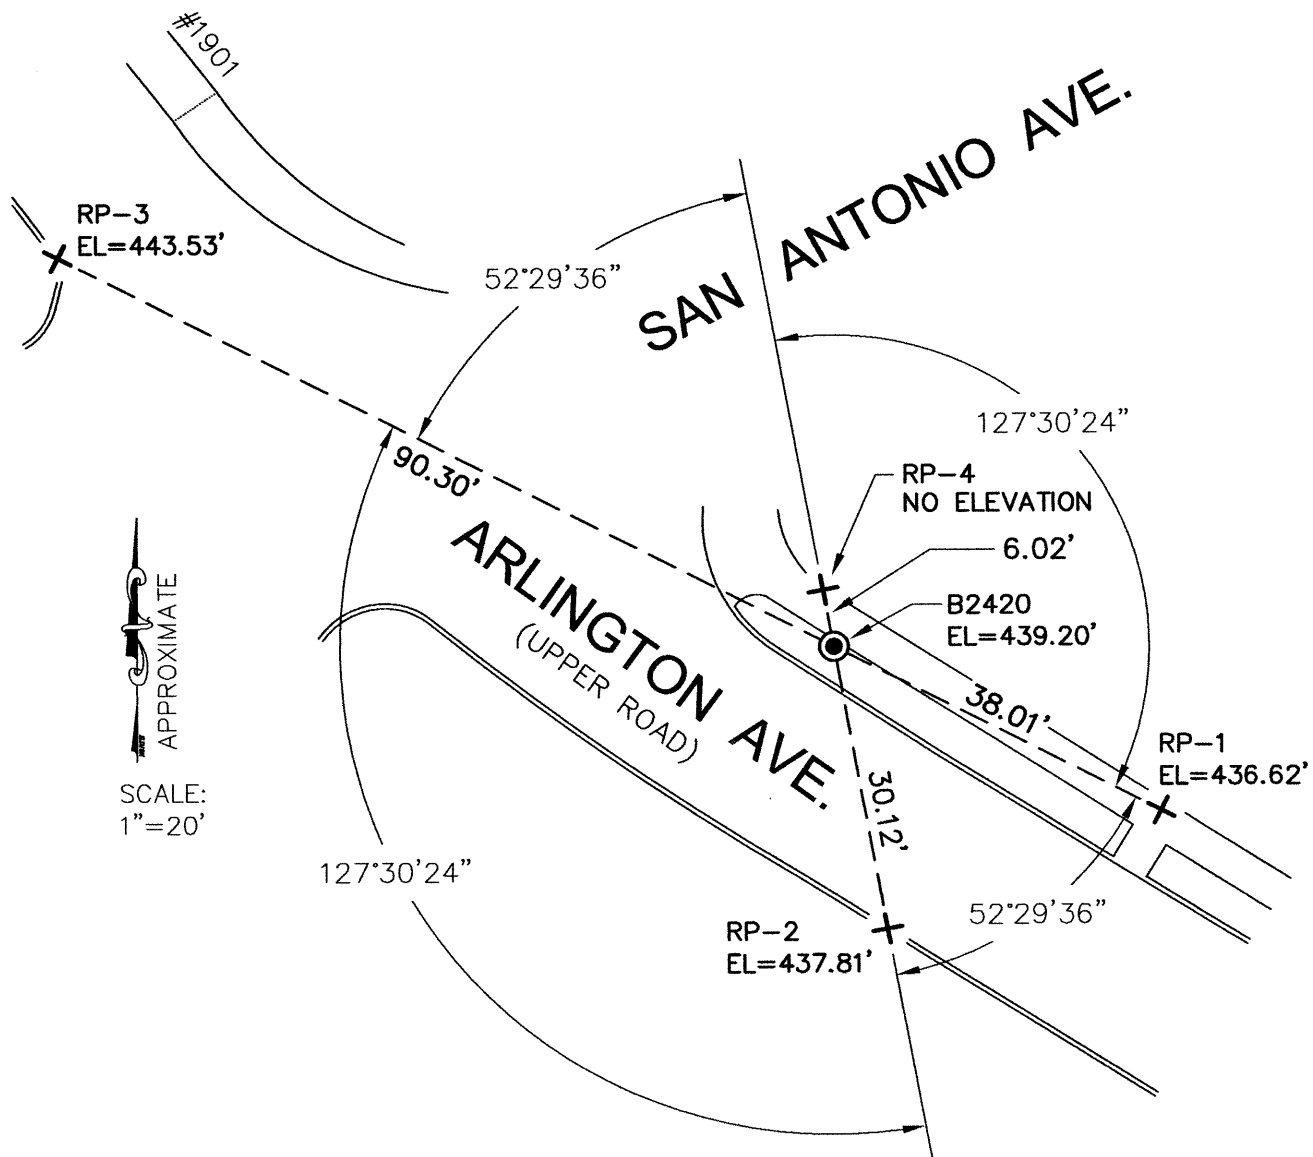 #1901
SAN ANTONIO AVE.
RP-3
EL=443.53'
52°29'36"
127°30'24"
90.30'
RP-4
NO ELEVATION
6.02'
B2420
EL=439.20'
ARLINGTON AVE.
(UPPER ROAD)
38.01'
RP-1
EL=436.62'
30.12'
APPROXIMATE
SCALE:
1"=20'
127°30'24"
52°29'36"
RP-2
EL=437.81'